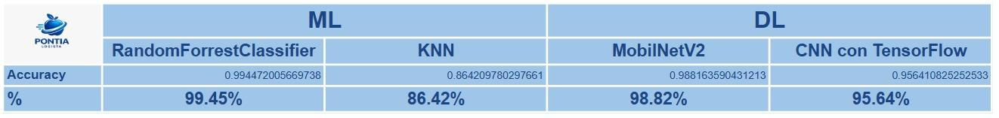 ML
DL
PONTIA
LOGISTA
RandomForrestClassifier
KNN
MobilNetV2
CNN con TensorFlow
Accuracy
0.994472005669738
0.864209780297661
0.988163590431213
0.956410825252533
%
99.45%
86.42%
98.82%
95.64%